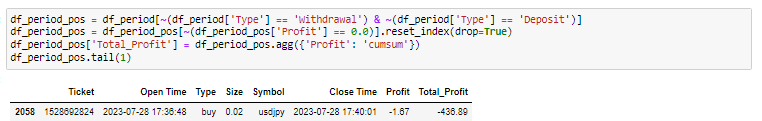 df_period_pos = df_period[~(df_period['Type'] == 'Withdrawal') & ~(df_period['Type'] == 'Deposit')]
df_period_pos = df_period_pos[~(df_period_pos['Profit'] == 0.0)].reset_index(drop=True)
df_period_pos['Total_Profit'] = df_period_pos.agg({'Profit': 'cumsum'})
df_period_pos.tail(1)
Ticket Open Time Type Size Symbol Close Time Profit Total_Profit
2058 1528692824 2023-07-28 17:36:48 buy 0.02 usdjpy 2023-07-28 17:40:01 -1.67 -436.89